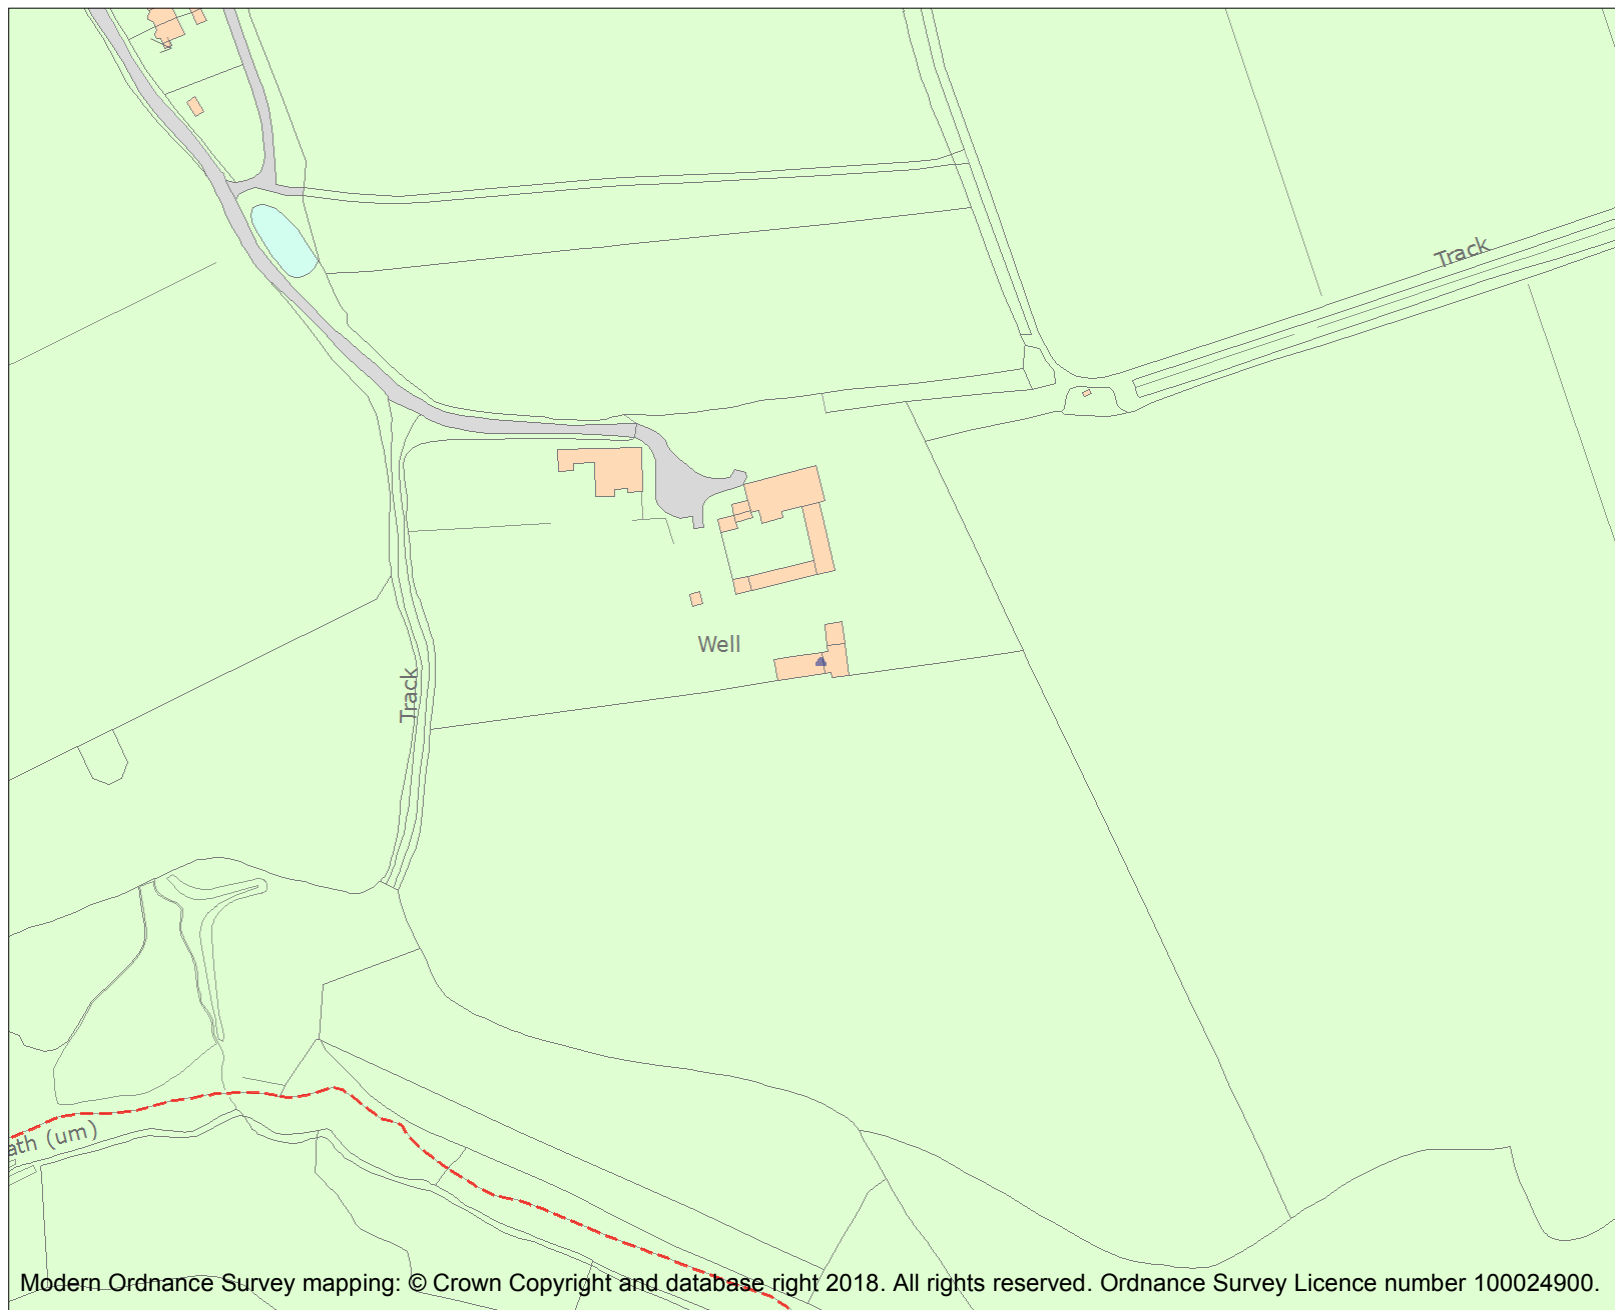 Track
Well
Track
ath (um)
Modern Ordnance Survey mapping: © Crown Copyright and database right 2018. All rights reserved. Ordnance Survey Licence number 100024900.